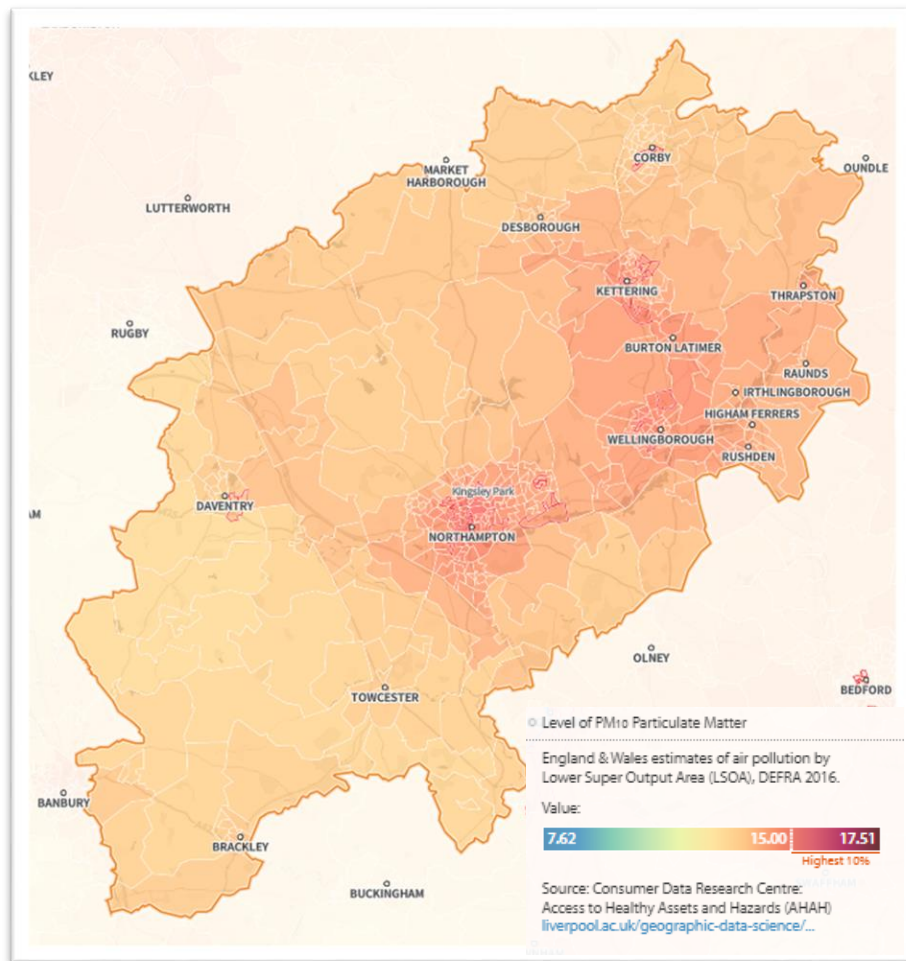 KLEY
MARKET
HARBOROUGH
CORBY
OUNDLE
LUTTERWORTH
DESBOROUGH
KETTERING
THRAPSTON
RUGBY
BURTON LATIMER
RAUNDS
IRTHLINGBOROUGH
HIGHAM FERRERS
WELLINGBOROUGH
RUSHDEN
Kingsley Park
DAVENTRY
AM
NORTHAMPTON
OLNEY
BEDFORD
TOWCESTER
Level of PM10 Particulate Matter
England & Wales estimates of air pollution by
Lower Super Output Area (LSOA), DEFRA 2016.
Value:
7.62 15.00 17.51
Highest 10%
Source: Consumer Data Research Centre:
Access to Healthy Assets and Hazards (AHAH)
liverpool.ac.uk/geographic-data-science/...
BANBURY
BRACKLEY
BUCKINGHAM